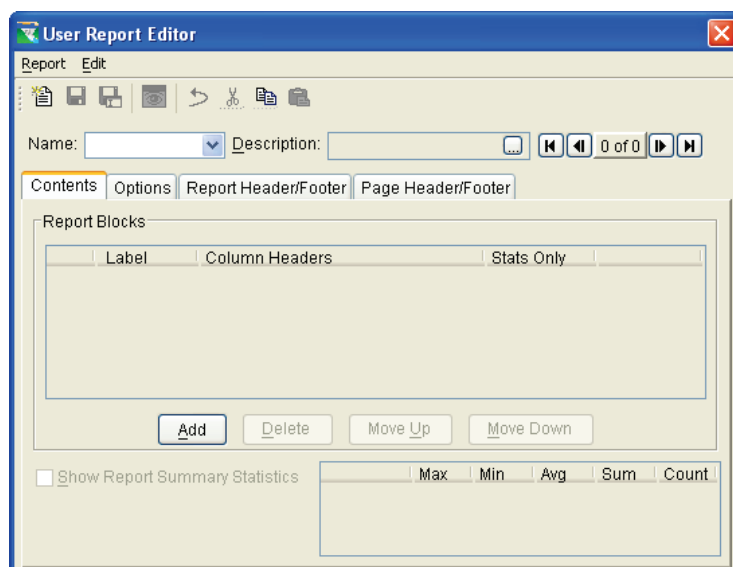 User Report Editor
Report Edit
Name: Description: ... 0 of 0
Contents Options Report Header/Footer Page Header/Footer
Report Blocks
Label Column Headers Stats Only
Add Delete Move Up Move Down
Show Report Summary Statistics Max Min Avg Sum Count